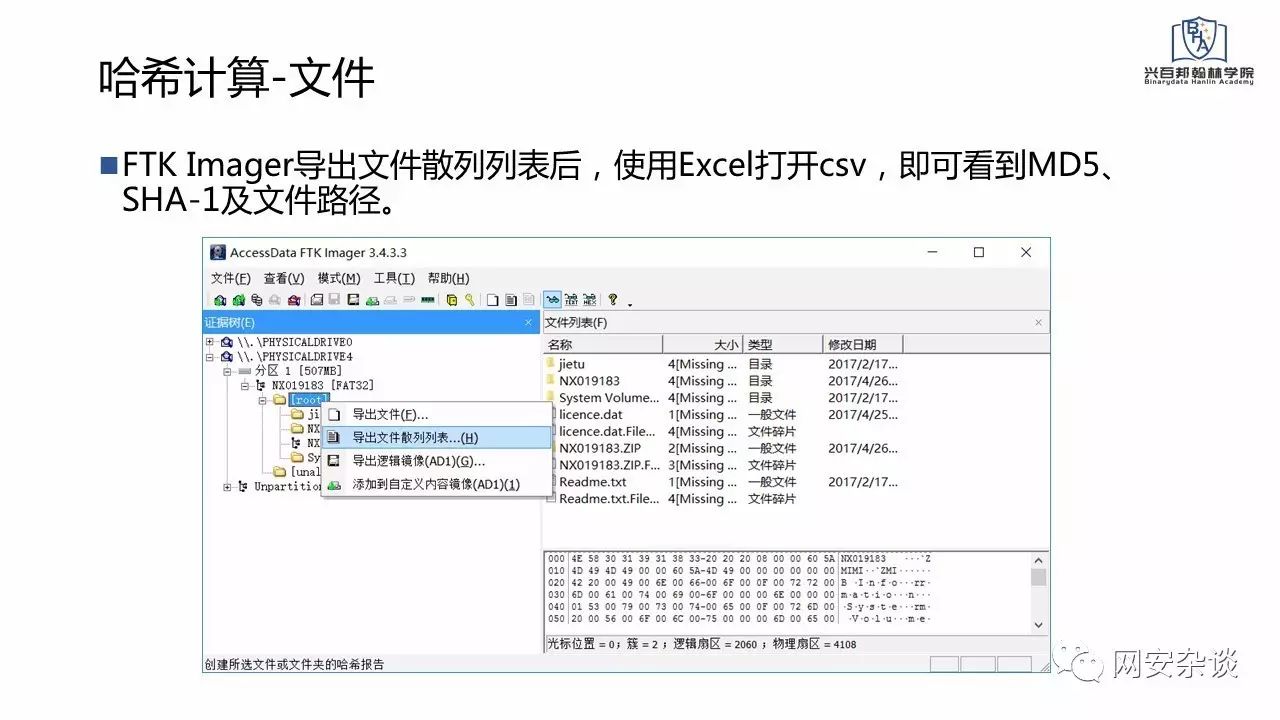 兴百邦翰林学院
Binarydata Hanlin Academy
哈希计算-文件
FTK Imager导出文件散列列表后，使用Excel打开csv，即可看到MD5、
SHA-1及文件路径。
AccessData FTK Imager 3.4.3.3
文件(F) 查看(V) 模式(M) 工具(T) 帮助(H)
证据树(E)
\\.\PHYSICALDRIVE0
\\.\PHYSICALDRIVE4
分区 1 [507MB]
NX019183 [FAT32]
[root]
ji
NX
NX
Sy
[unal
Unpartition
导出文件(F)...
导出文件散列列表...(H)
导出逻辑镜像(AD1)(G)...
添加到自定义内容镜像(AD1)(1)
文件列表(F)
名称 大小 类型 修改日期
jietu 4[Missing ... 目录 2017/2/17...
NX019183 4[Missing ... 目录 2017/4/26...
System Volume... 4[Missing ... 目录 2017/2/17...
licence.dat 1[Missing ... 一般文件 2017/4/25...
licence.dat.File... 4[Missing ... 文件碎片
NX019183.ZIP 2[Missing ... 一般文件 2017/4/26...
NX019183.ZIP.F... 3[Missing ... 文件碎片
Readme.txt 1[Missing ... 一般文件 2017/2/17...
Readme.txt.File... 4[Missing ... 文件碎片
000 4E 58 30 31 39 31 38 33-20 20 20 08 00 00 60 5A NX019183   ···`Z
010 4D 49 4D 49 00 00 60 5A-4D 49 00 00 00 00 00 00 MIMI··`ZMI······
020 42 20 00 49 00 6E 00 66-00 6F 00 0F 00 72 72 00 B ·I·n·f·o···rr·
030 6D 00 61 00 74 00 69 00-6F 00 00 00 6E 00 00 00 m·a·t·i·o···n···
040 01 53 00 79 00 73 00 74-00 65 00 0F 00 72 6D 00 ·S·y·s·t·e···rm·
050 20 00 56 00 6F 00 6C 00-75 00 00 00 6D 00 65 00  ·V·o·l·u···m·e·
光标位置 = 0；簇 = 2；逻辑扇区 = 2060；物理扇区 = 4108
创建所选文件或文件夹的哈希报告
网安杂谈